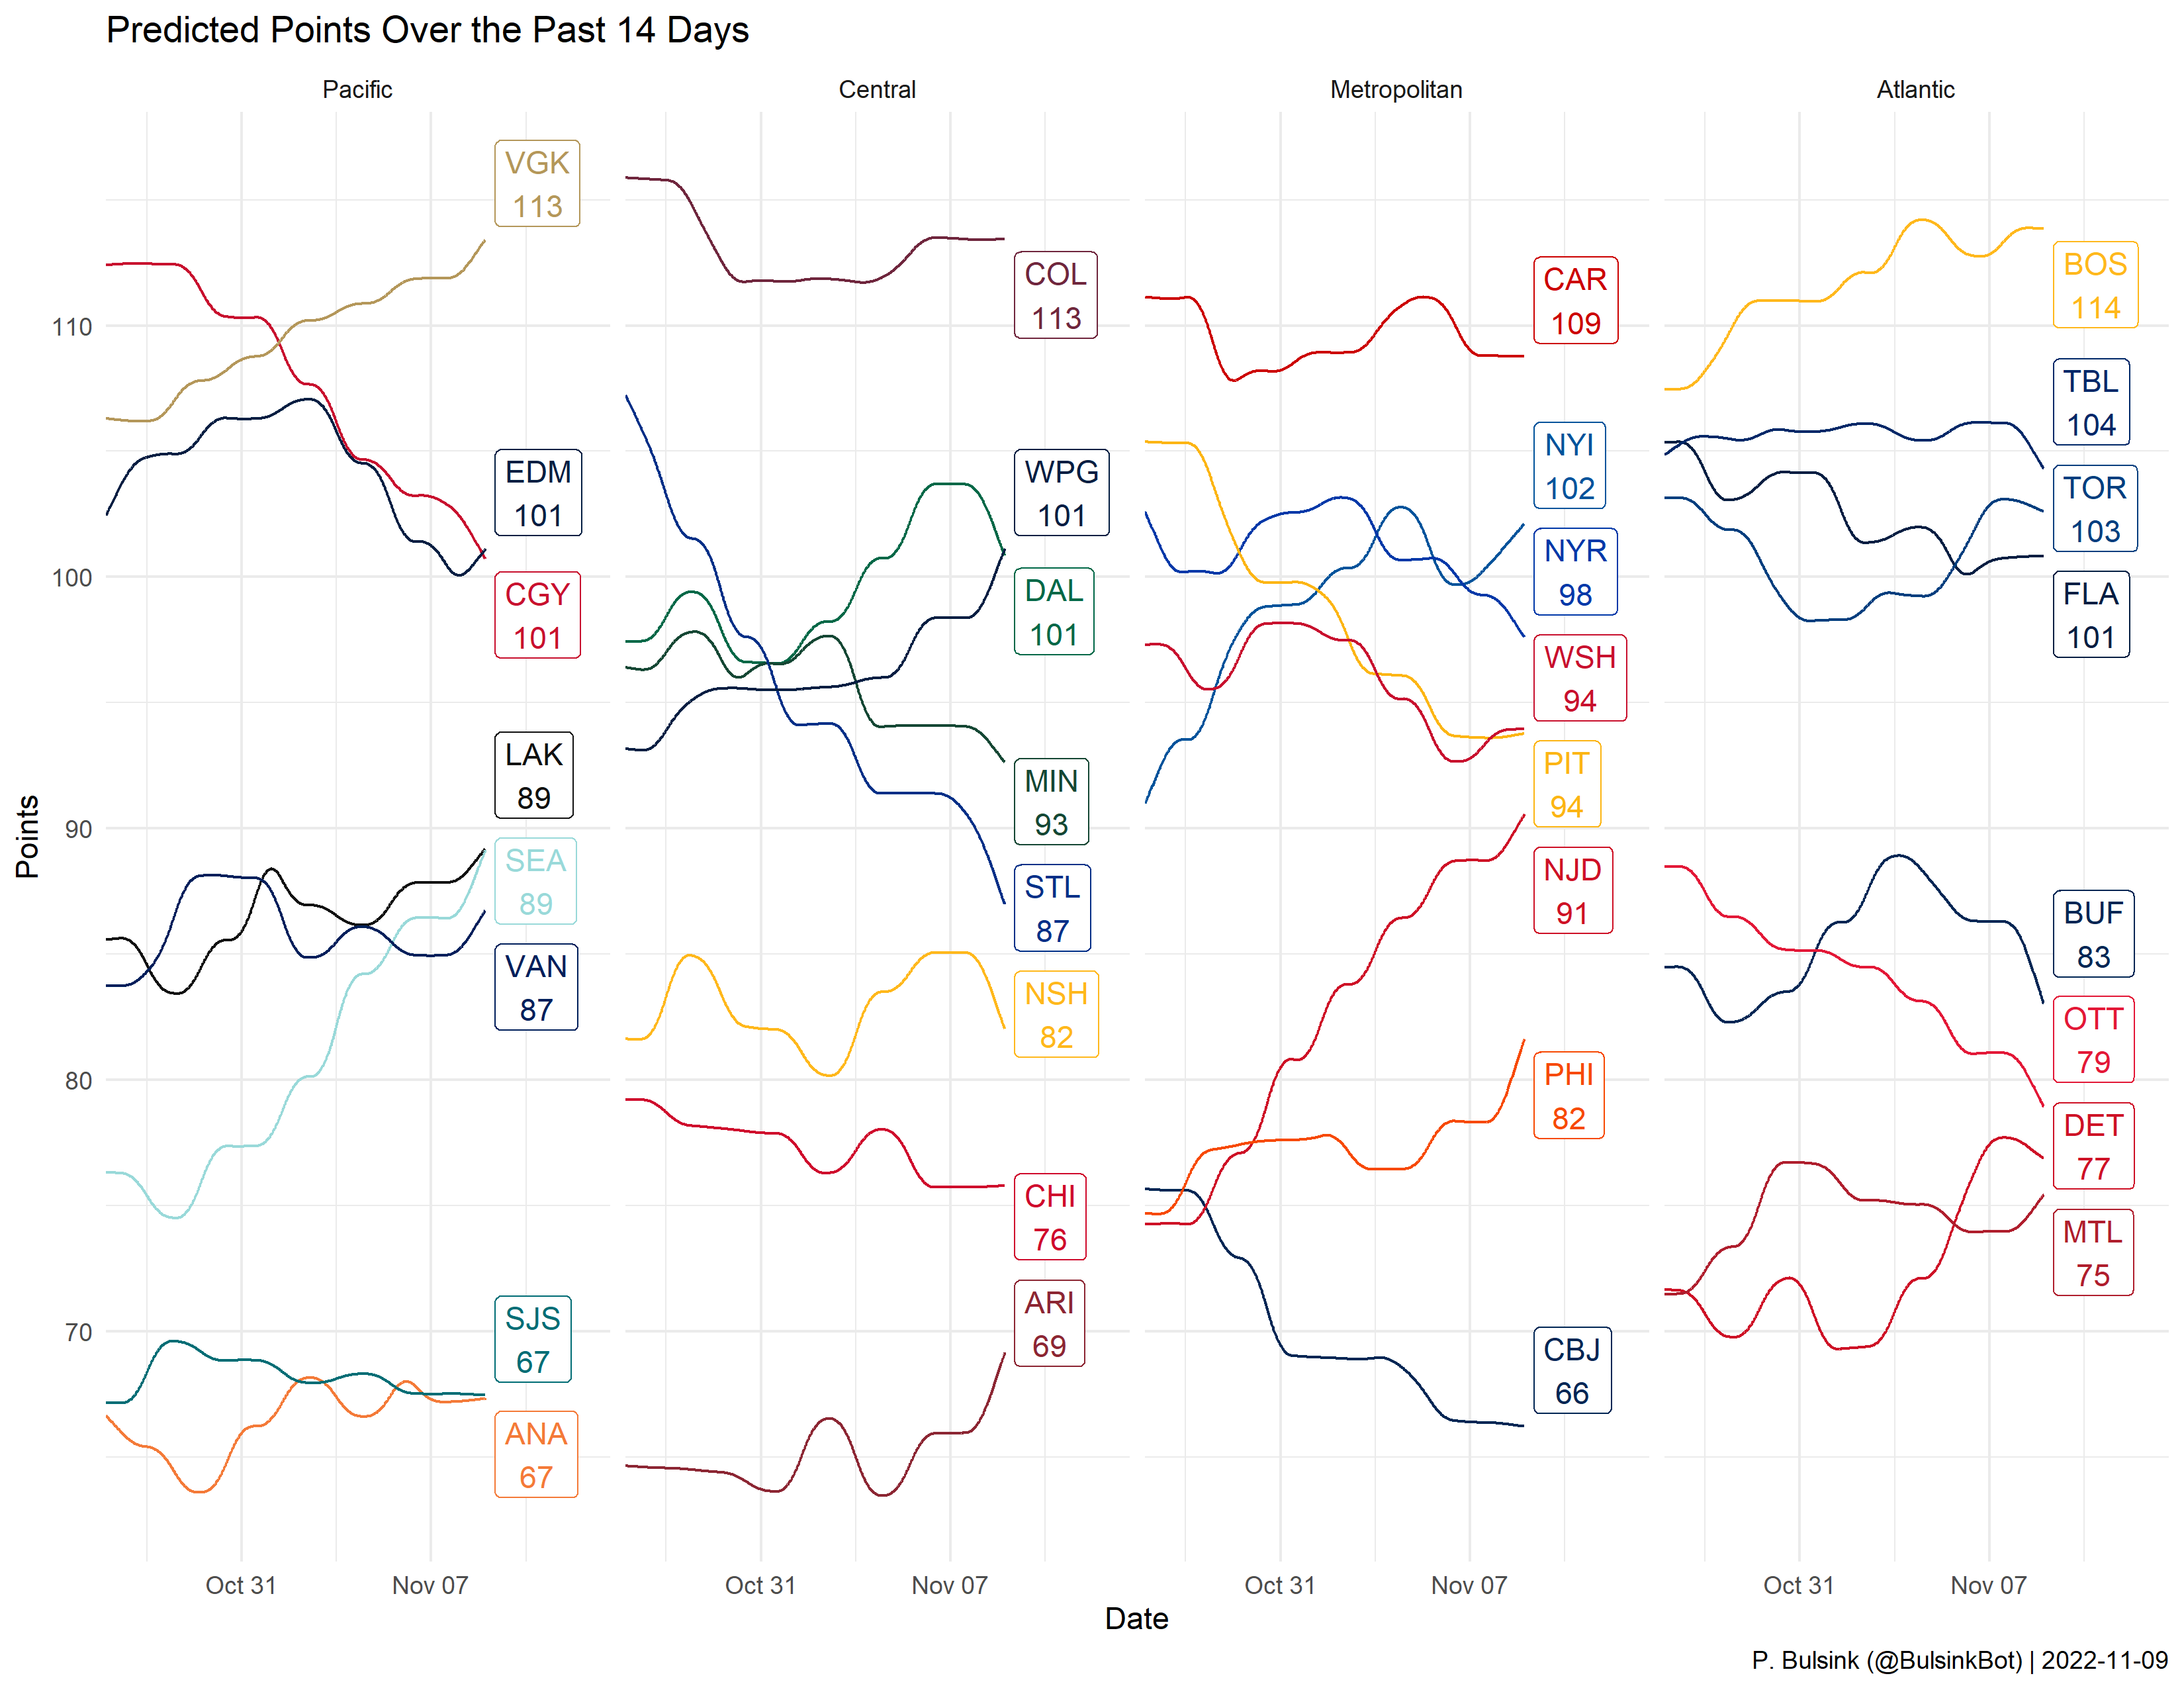 Predicted Points Over the Past 14 Days
Pacific
Central
Metropolitan
Atlantic
Points
110
100
90
80
70
VGK
113
EDM
101
CGY
101
LAK
89
SEA
89
VAN
87
SJS
67
ANA
67
COL
113
WPG
101
DAL
101
MIN
93
STL
87
NSH
82
CHI
76
ARI
69
CAR
109
NYI
102
NYR
98
WSH
94
PIT
94
NJD
91
PHI
82
CBJ
66
BOS
114
TBL
104
TOR
103
FLA
101
BUF
83
OTT
79
DET
77
MTL
75
Oct 31
Nov 07
Oct 31
Nov 07
Oct 31
Nov 07
Oct 31
Nov 07
Date
P. Bulsink (@BulsinkBot) | 2022-11-09